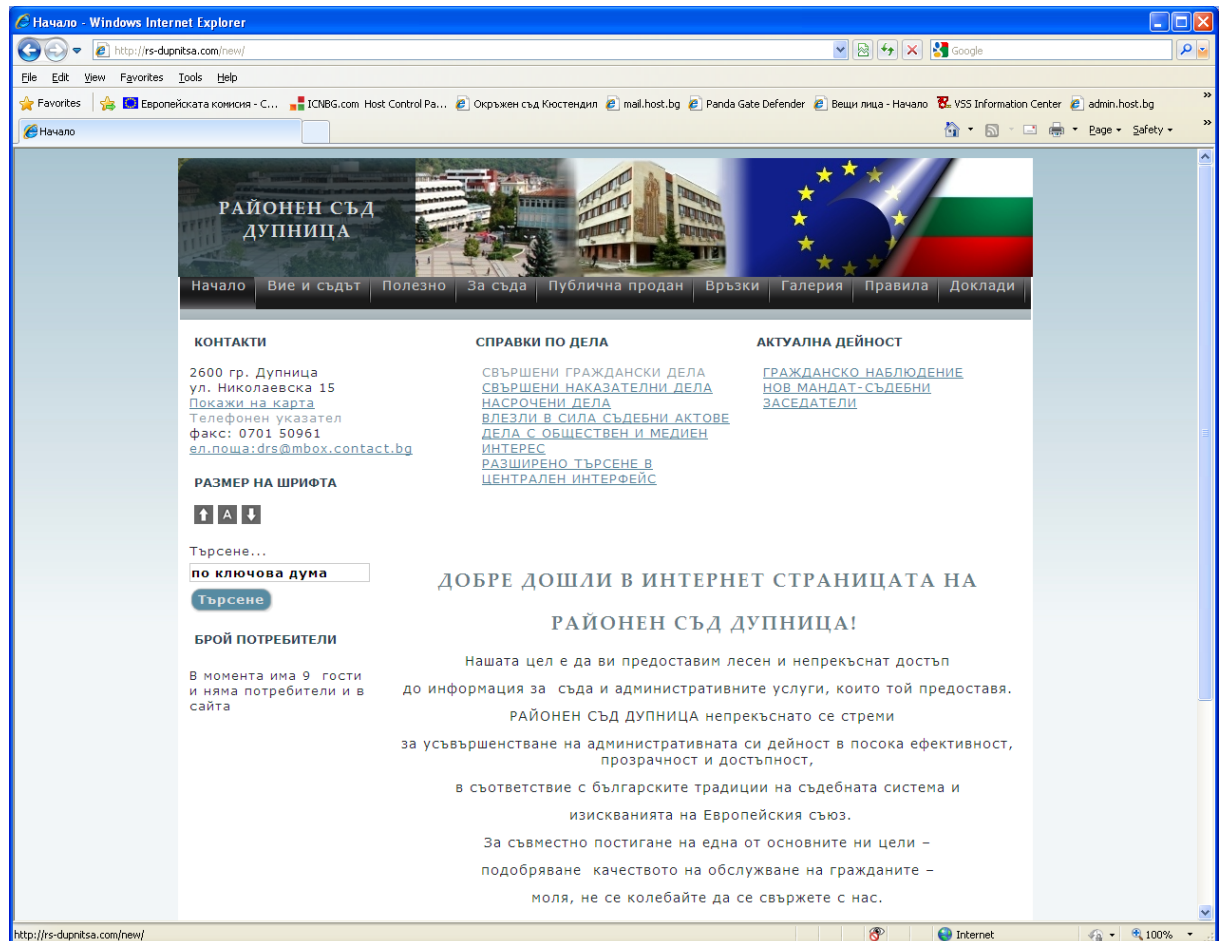 Начало - Windows Internet Explorer
http://rs-dupnitsa.com/new/
Google
File Edit View Favorites Tools Help
Favorites Европейската комисия - С... ICNBG.com Host Control Pa... Окръжен съд Кюстендил mail.host.bg Panda Gate Defender Вещи лица - Начало VSS Information Center admin.host.bg »
Начало
Page Safety »
РАЙОНЕН СЪД
ДУПНИЦА
Начало Вие и съдът Полезно За съда Публична продан Връзки Галерия Правила Доклади
КОНТАКТИ
2600 гр. Дупница
ул. Николаевска 15
Покажи на карта
Телефонен указател
факс: 0701 50961
ел.поща:drs@mbox.contact.bg
РАЗМЕР НА ШРИФТА
A
Търсене...
по ключова дума
Търсене
БРОЙ ПОТРЕБИТЕЛИ
В момента има 9 гости
и няма потребители и в
сайта
СПРАВКИ ПО ДЕЛА
СВЪРШЕНИ ГРАЖДАНСКИ ДЕЛА
СВЪРШЕНИ НАКАЗАТЕЛНИ ДЕЛА
НАСРОЧЕНИ ДЕЛА
ВЛЕЗЛИ В СИЛА СЪДЕБНИ АКТОВЕ
ДЕЛА С ОБЩЕСТВЕН И МЕДИЕН
ИНТЕРЕС
РАЗШИРЕНО ТЪРСЕНЕ В
ЦЕНТРАЛЕН ИНТЕРФЕЙС
АКТУАЛНА ДЕЙНОСТ
ГРАЖДАНСКО НАБЛЮДЕНИЕ
НОВ МАНДАТ-СЪДЕБНИ
ЗАСЕДАТЕЛИ
ДОБРЕ ДОШЛИ В ИНТЕРНЕТ СТРАНИЦАТА НА
РАЙОНЕН СЪД ДУПНИЦА!
Нашата цел е да ви предоставим лесен и непрекъснат достъп
до информация за съда и административните услуги, които той предоставя.
РАЙОНЕН СЪД ДУПНИЦА непрекъснато се стреми
за усъвършенстване на административната си дейност в посока ефективност,
прозрачност и достъпност,
в съответствие с българските традиции на съдебната система и
изискванията на Европейския съюз.
За съвместно постигане на една от основните ни цели –
подобряване качеството на обслужване на гражданите –
моля, не се колебайте да се свържете с нас.
http://rs-dupnitsa.com/new/
Internet
100%